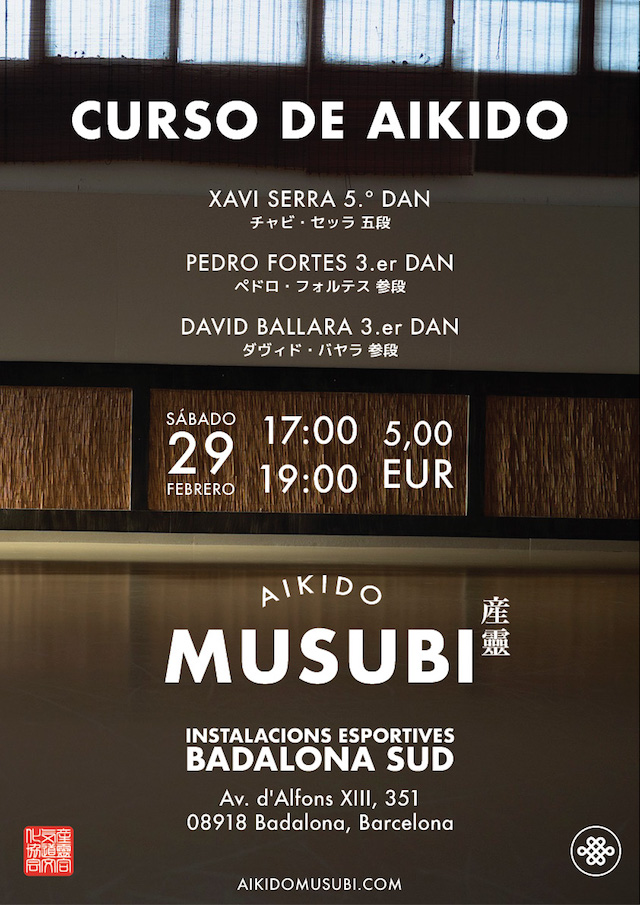 CURSO DE AIKIDO
XAVI SERRA 5.º DAN
チャビ・セッラ 五段
PEDRO FORTES 3.er DAN
ペドロ・フォルテス 参段
DAVID BALLARA 3.er DAN
ダヴィド・バヤラ 参段
SÁBADO
29
FEBRERO
17:00
19:00
5,00
EUR
AIKIDO
MUSUBI
産靈
INSTALACIONS ESPORTIVES
BADALONA SUD
Av. d'Alfons XIII, 351
08918 Badalona, Barcelona
AIKIDOMUSUBI.COM